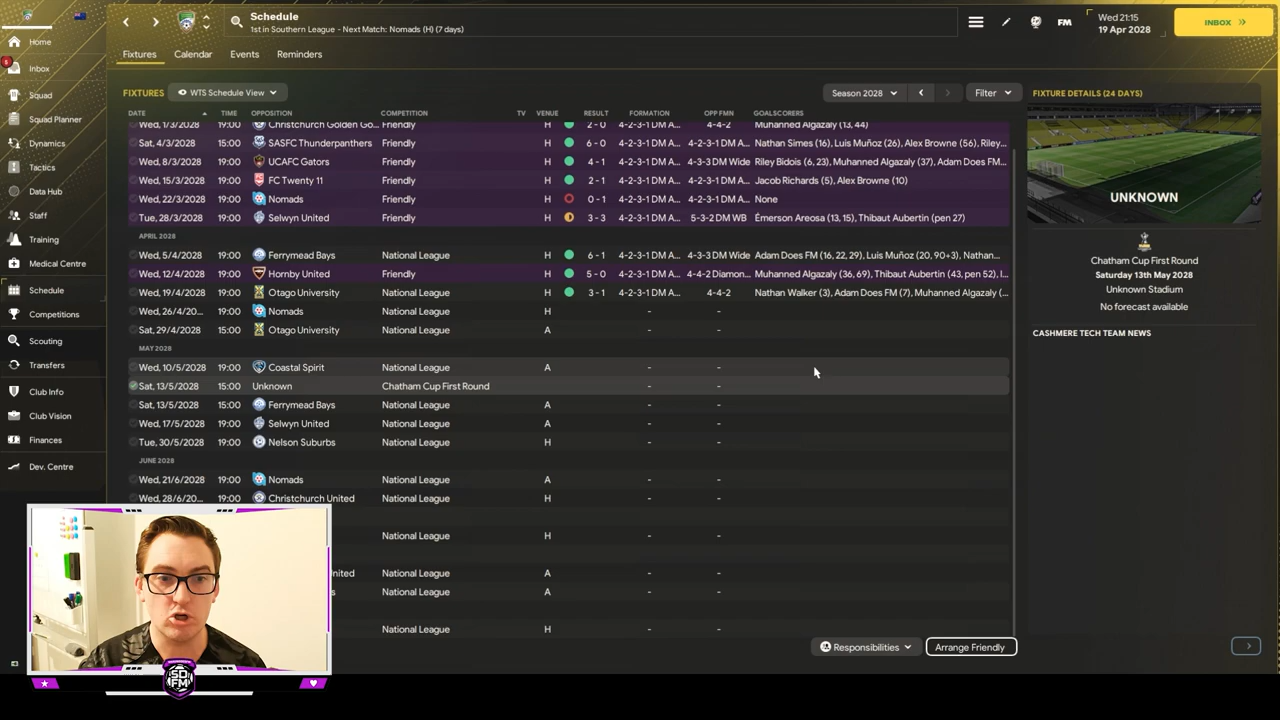 Schedule
1st in Southern League - Next Match: Nomads (H) (7 days)
FM
Wed 21:15
19 Apr 2028
INBOX
Home
6
Inbox
Squad
Squad Planner
Dynamics
Tactics
Data Hub
Staff
Training
Medical Centre
Schedule
Competitions
Scouting
Transfers
Club Info
Club Vision
Finances
Dev. Centre
Fixtures Calendar Events Reminders
FIXTURES WTS Schedule View Season 2028 Filter
DATE TIME OPPOSITION COMPETITION TV VENUE RESULT FORMATION OPP FMN GOALSCORERS
Wed, 1/3/2028 19:00 Christchurch Golden Go... Friendly H 2 - 0 4-2-3-1 DM A... 4-4-2 Muhanned Algazaly (13, 44)
Sat, 4/3/2028 15:00 SASFC Thunderpanthers Friendly H 6 - 0 4-2-3-1 DM A... 4-2-3-1 DM A... Nathan Simes (16), Luis Muñoz (26), Alex Browne (56), Riley...
Wed, 8/3/2028 19:00 UCAFC Gators Friendly H 4 - 1 4-2-3-1 DM A... 4-3-3 DM Wide Riley Bidois (6, 23), Muhanned Algazaly (37), Adam Does FM...
Wed, 15/3/2028 19:00 FC Twenty 11 Friendly H 2 - 1 4-2-3-1 DM A... 4-2-3-1 DM A... Jacob Richards (5), Alex Browne (10)
Wed, 22/3/2028 19:00 Nomads Friendly H 0 - 1 4-2-3-1 DM A... 4-2-3-1 DM A... None
Tue, 28/3/2028 19:00 Selwyn United Friendly H 3 - 3 4-2-3-1 DM A... 5-3-2 DM WB Émerson Areosa (13, 15), Thibaut Aubertin (pen 27)
APRIL 2028
Wed, 5/4/2028 19:00 Ferrymead Bays National League H 6 - 1 4-2-3-1 DM A... 4-3-3 DM Wide Adam Does FM (16, 22, 29), Luis Muñoz (20, 90+3), Nathan...
Wed, 12/4/2028 19:00 Hornby United Friendly H 5 - 0 4-2-3-1 DM A... 4-4-2 Diamon... Muhanned Algazaly (36, 69), Thibaut Aubertin (43, pen 52), I...
Wed, 19/4/2028 19:00 Otago University National League H 3 - 1 4-2-3-1 DM A... 4-4-2 Nathan Walker (3), Adam Does FM (7), Muhanned Algazaly (...
Wed, 26/4/20... 19:00 Nomads National League H - -
Sat, 29/4/2028 15:00 Otago University National League A - -
MAY 2028
Wed, 10/5/2028 19:00 Coastal Spirit National League A - -
Sat, 13/5/2028 15:00 Unknown Chatham Cup First Round - -
Sat, 13/5/2028 15:00 Ferrymead Bays National League A - -
Wed, 17/5/2028 19:00 Selwyn United National League A - -
Tue, 30/5/2028 19:00 Nelson Suburbs National League H - -
JUNE 2028
Wed, 21/6/2028 19:00 Nomads National League A - -
Wed, 28/6/20... 19:00 Christchurch United National League H - -
National League H - -
nited National League A - -
s National League A - -
National League H - -
Responsibilities Arrange Friendly
FIXTURE DETAILS (24 DAYS)
UNKNOWN
Chatham Cup First Round
Saturday 13th May 2028
Unknown Stadium
No forecast available
CASHMERE TECH TEAM NEWS
SDFM